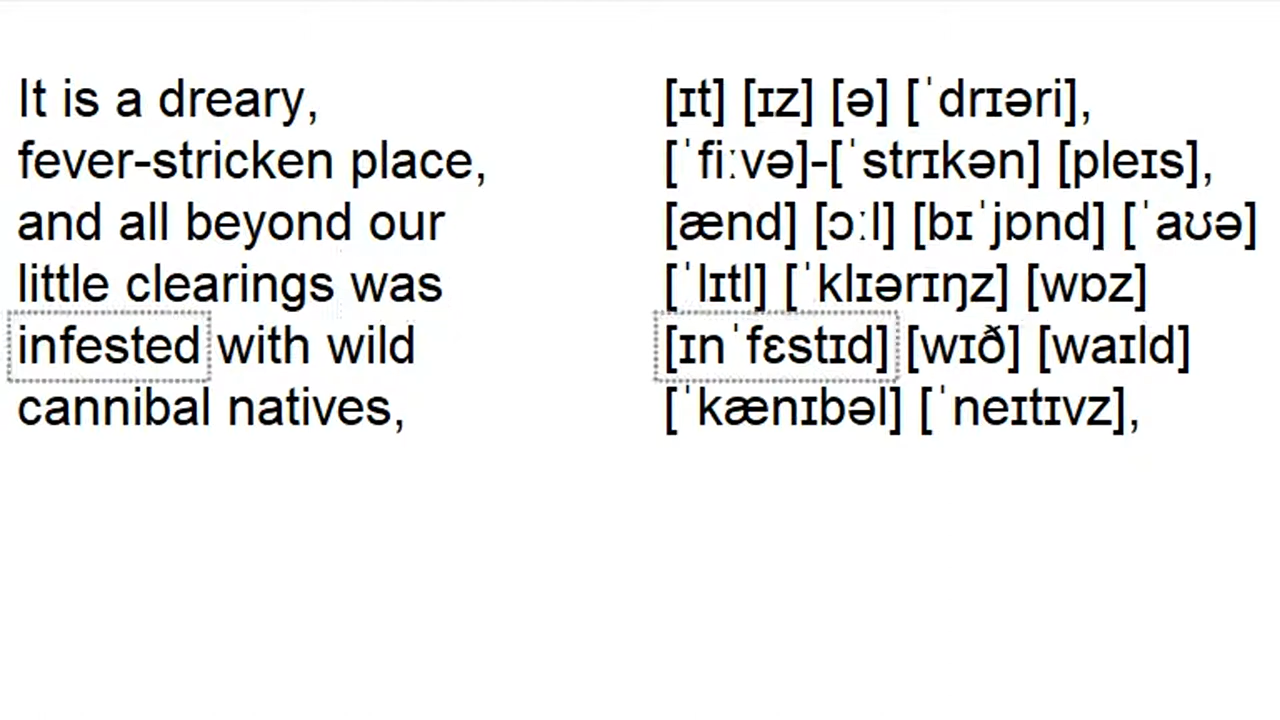 It is a dreary,
fever-stricken place,
and all beyond our
little clearings was
infested with wild
cannibal natives,
[ɪt] [ɪz] [ə] [ˈdrɪəri],
[ˈfiːvə]-[ˈstrɪkən] [pleɪs],
[ænd] [ɔːl] [bɪˈjɒnd] [ˈaʊə]
[ˈlɪtl] [ˈklɪərɪŋz] [wɒz]
[ɪnˈfɛstɪd] [wɪð] [waɪld]
[ˈkænɪbəl] [ˈneɪtɪvz],